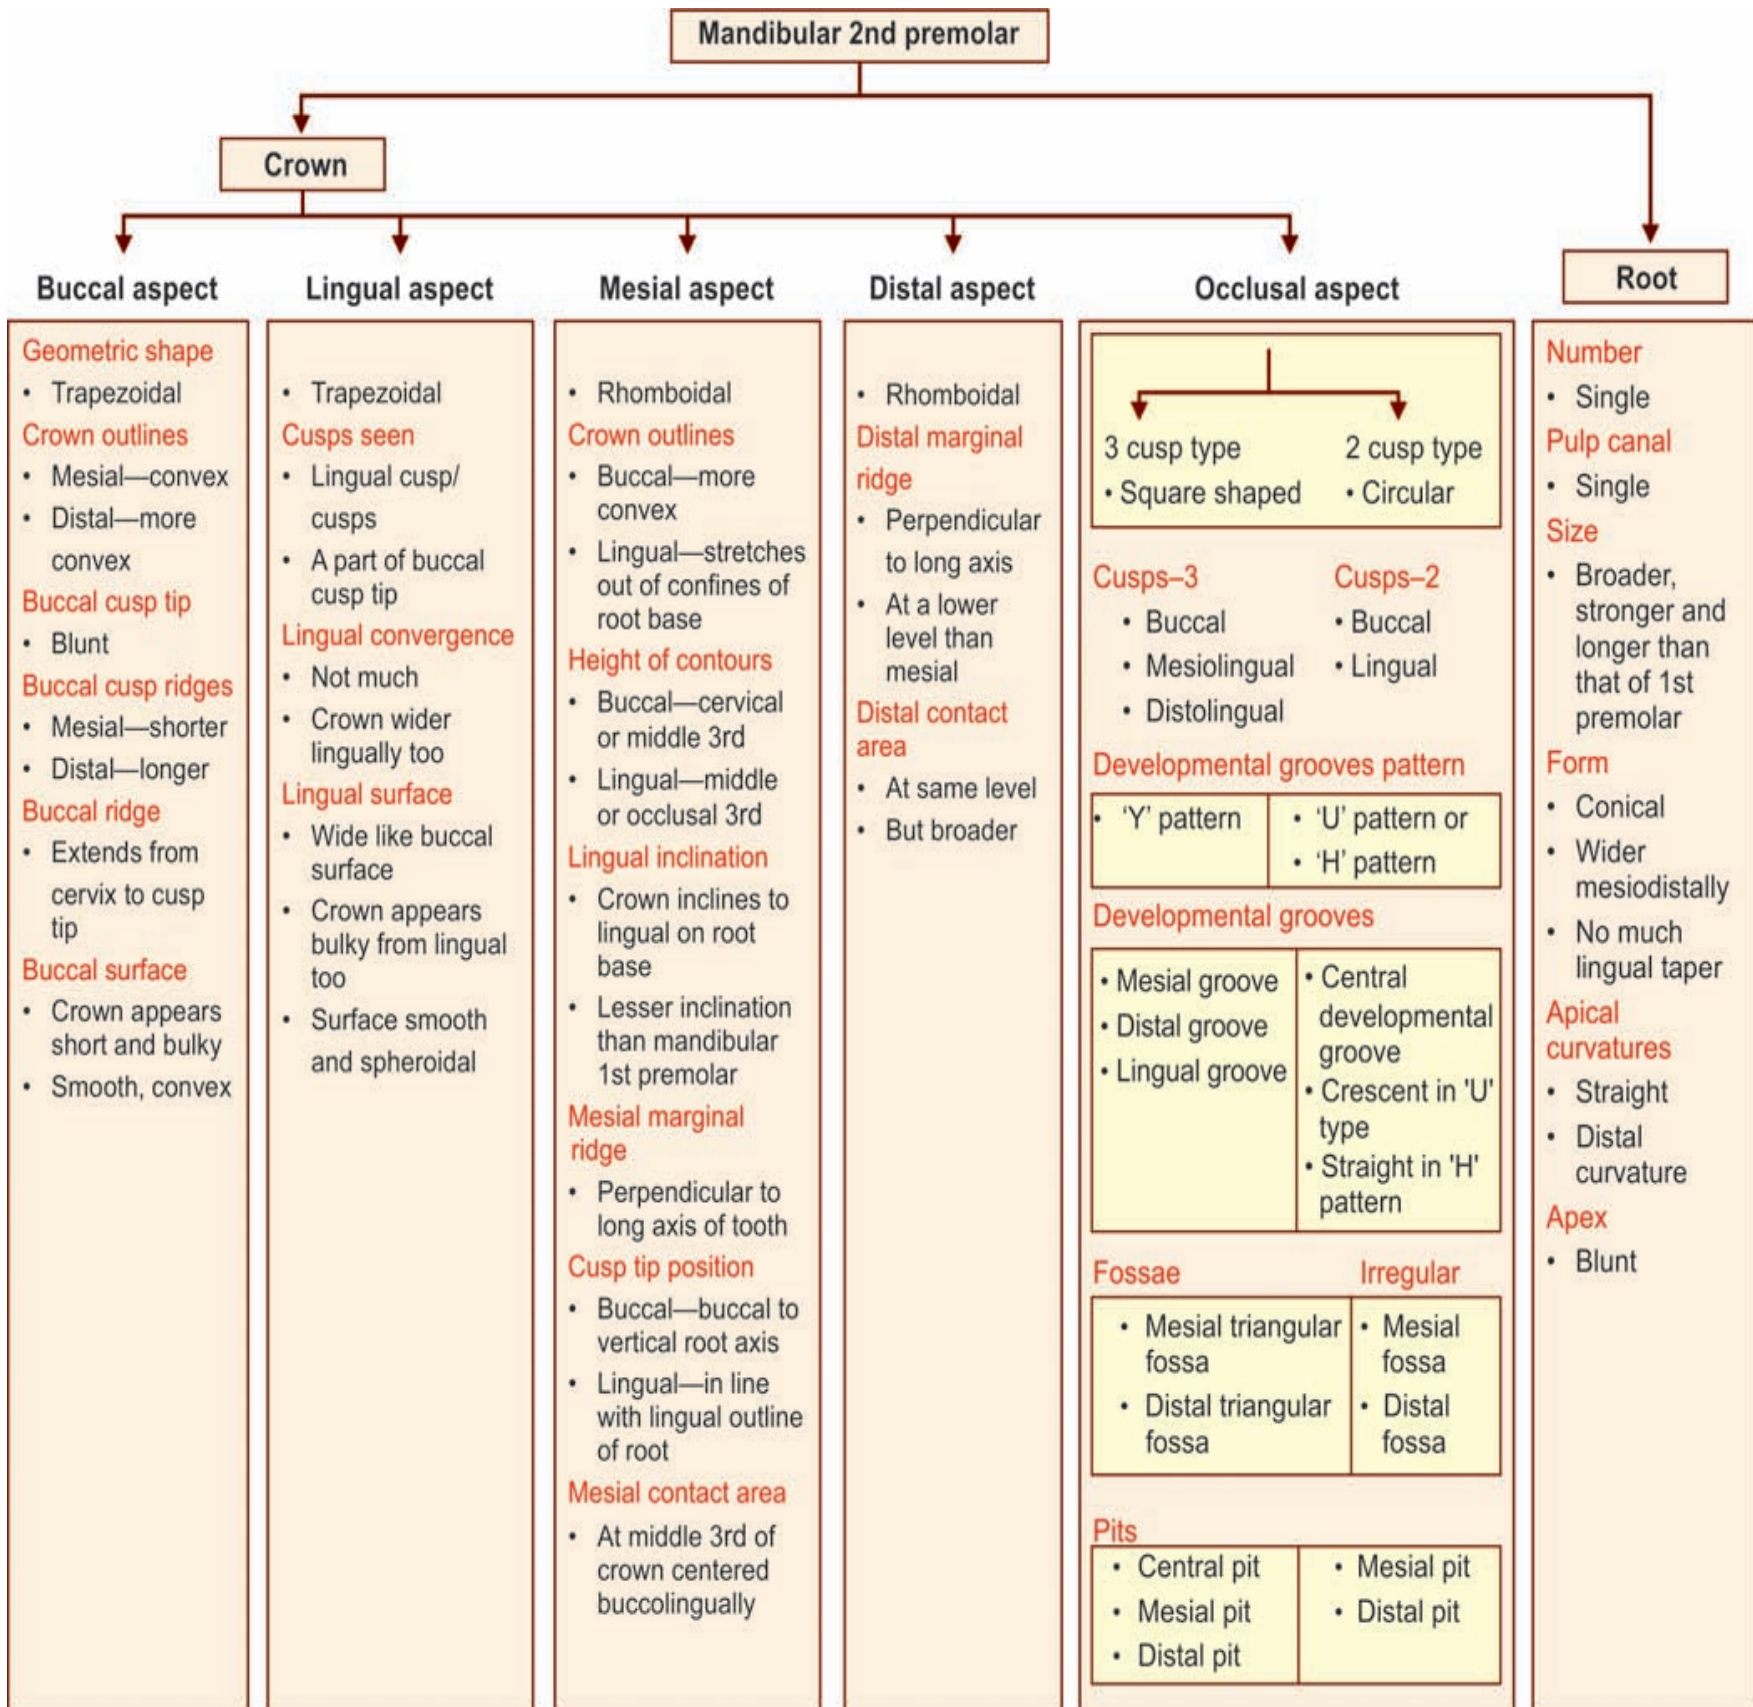 Mandibular 2nd premolar
Crown
Root
Buccal aspect
Geometric shape
• Trapezoidal
Crown outlines
• Mesial—convex
• Distal—more
convex
Buccal cusp tip
• Blunt
Buccal cusp ridges
• Mesial—shorter
• Distal—longer
Buccal ridge
• Extends from
cervix to cusp
tip
Buccal surface
• Crown appears
short and bulky
• Smooth, convex
Lingual aspect
• Trapezoidal
Cusps seen
• Lingual cusp/
cusps
• A part of buccal
cusp tip
Lingual convergence
• Not much
• Crown wider
lingually too
Lingual surface
• Wide like buccal
surface
• Crown appears
bulky from lingual
too
• Surface smooth
and spheroidal
Mesial aspect
• Rhomboidal
Crown outlines
• Buccal—more
convex
• Lingual—stretches
out of confines of
root base
Height of contours
• Buccal—cervical
or middle 3rd
• Lingual—middle
or occlusal 3rd
Lingual inclination
• Crown inclines to
lingual on root
base
• Lesser inclination
than mandibular
1st premolar
Mesial marginal
ridge
• Perpendicular to
long axis of tooth
Cusp tip position
• Buccal—buccal to
vertical root axis
• Lingual—in line
with lingual outline
of root
Mesial contact area
• At middle 3rd of
crown centered
buccolingually
Distal aspect
• Rhomboidal
Distal marginal
ridge
• Perpendicular
to long axis
• At a lower
level than
mesial
Distal contact
area
• At same level
• But broader
Occlusal aspect
3 cusp type
• Square shaped
2 cusp type
• Circular
Cusps–3
• Buccal
• Mesiolingual
• Distolingual
Cusps–2
• Buccal
• Lingual
Developmental grooves pattern
• ‘Y’ pattern
• ‘U’ pattern or
• ‘H’ pattern
Developmental grooves
• Mesial groove
• Distal groove
• Lingual groove
• Central
developmental
groove
• Crescent in 'U'
type
• Straight in 'H'
pattern
Fossae
• Mesial triangular
fossa
• Distal triangular
fossa
Irregular
• Mesial
fossa
• Distal
fossa
Pits
• Central pit
• Mesial pit
• Distal pit
• Mesial pit
• Distal pit
Number
• Single
Pulp canal
• Single
Size
• Broader,
stronger and
longer than
that of 1st
premolar
Form
• Conical
• Wider
mesiodistally
• No much
lingual taper
Apical
curvatures
• Straight
• Distal
curvature
Apex
• Blunt